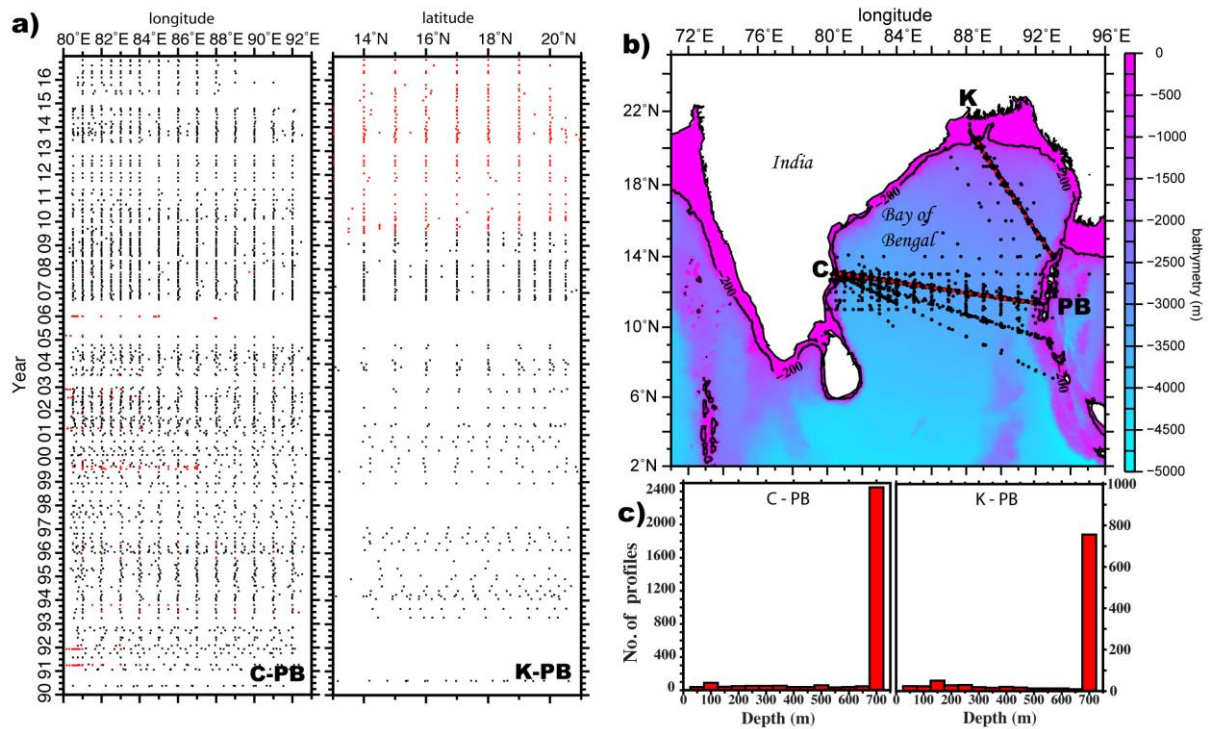 a)
longitude
80°E 82°E 84°E 86°E 88°E 90°E 92°E
latitude
14°N 16°N 18°N 20°N
Year
16
15
14
13
12
11
10
09
08
07
06
05
04
03
02
01
00
99
98
97
96
95
94
93
92
91
90
C-PB
K-PB
b)
longitude
72°E 76°E 80°E 84°E 88°E 92°E 96°E
22°N
18°N
14°N
10°N
6°N
2°N
K
India
-200
-200
Bay of
Bengal
C
PB
-200
-200
0
-500
-1000
-1500
-2000
-2500
-3000
-3500
-4000
-4500
-5000
bathymetry (m)
c)
C - PB
K - PB
No. of profiles
2400
2000
1600
1200
800
400
0
1000
800
600
400
200
0
0 100 200 300 400 500 600 700
0 100 200 300 400 500 600 700
Depth (m)
Depth (m)